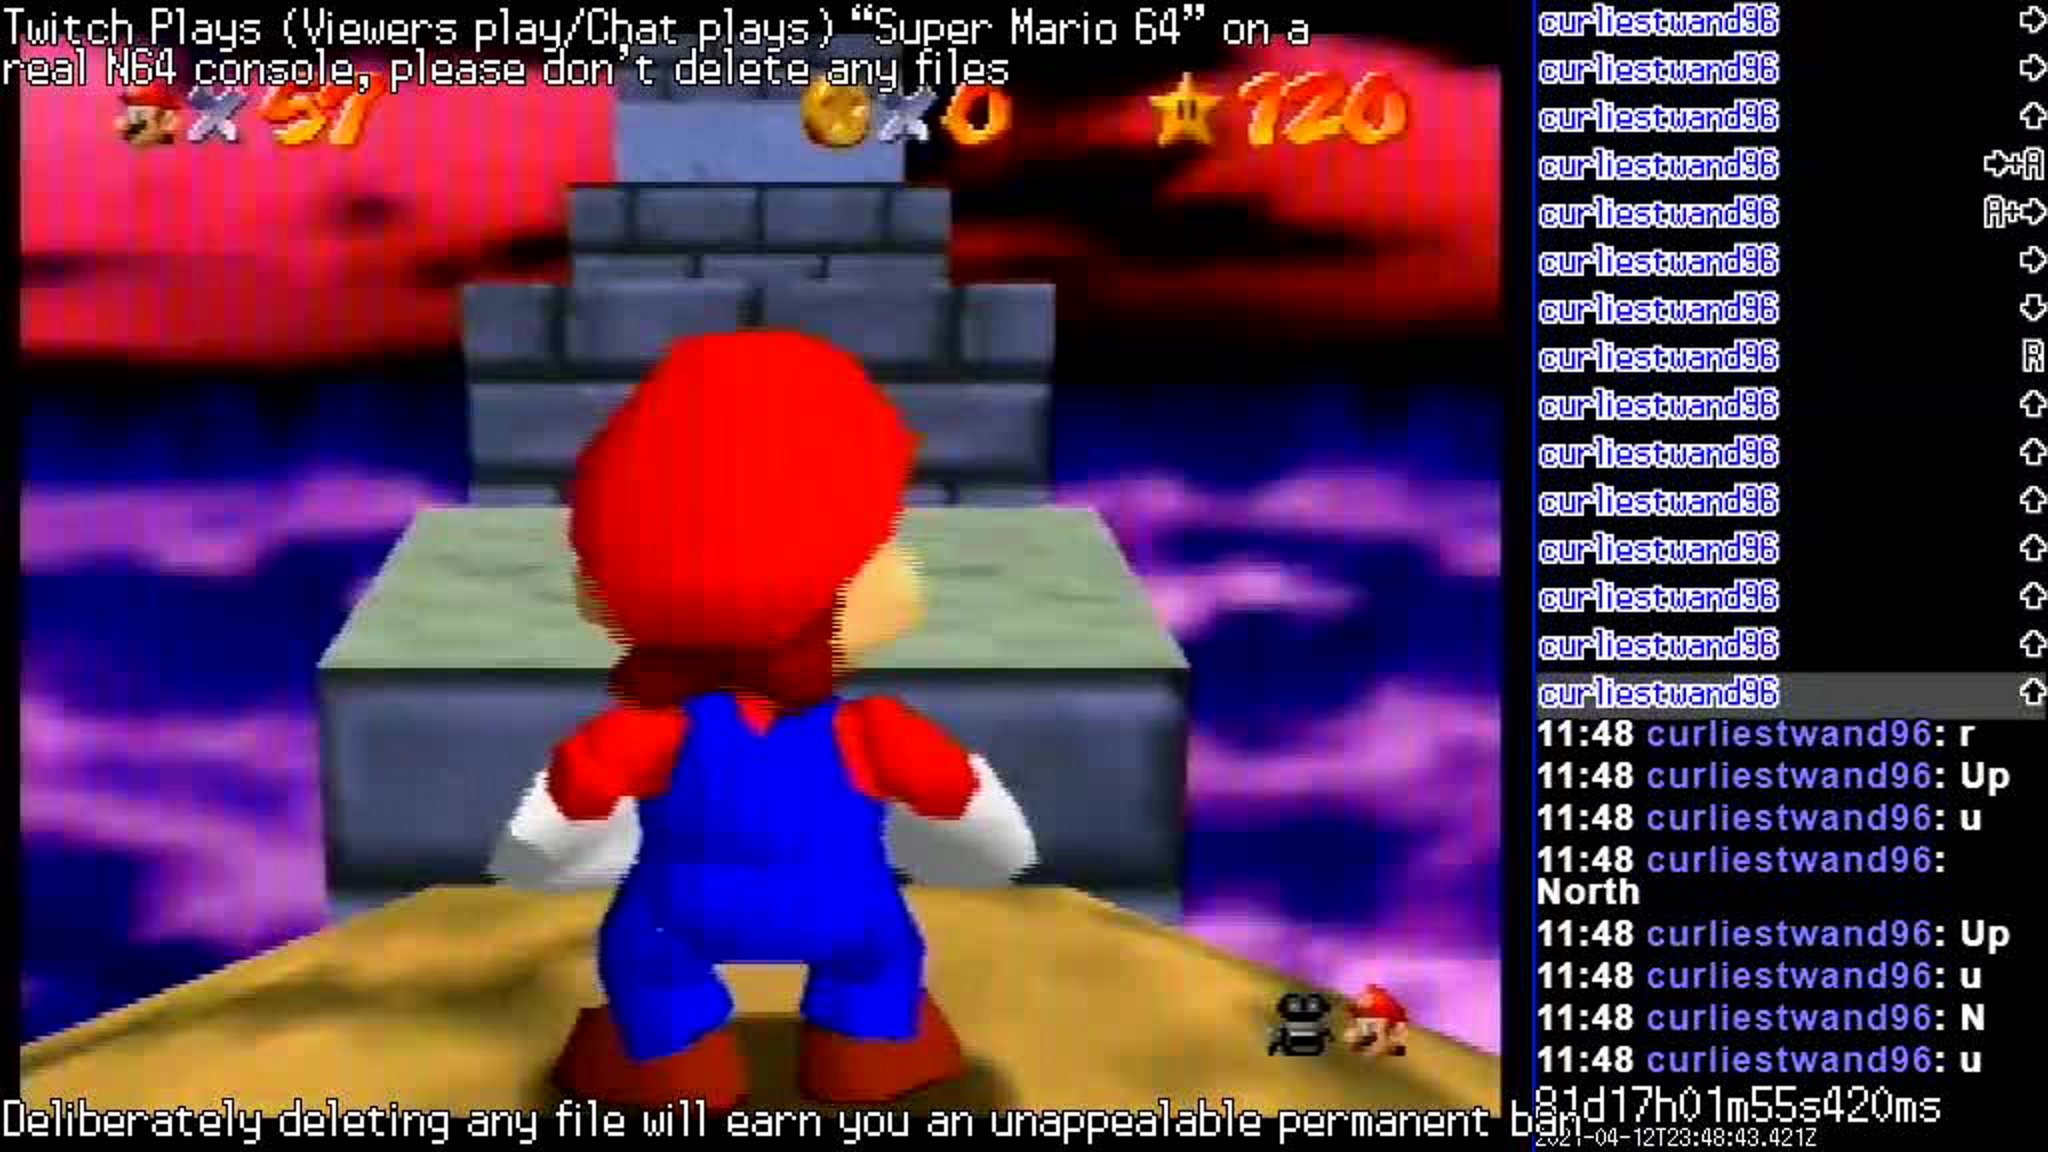 Twitch Plays (Viewers play/Chat plays) “Super Mario 64” on a
real N64 console, please don’t delete any files
57 0 120
curliestwand96 ➩
curliestwand96 ➩
curliestwand96 ⇧
curliestwand96 ➩+A
curliestwand96 A+➩
curliestwand96 ➩
curliestwand96 ⇩
curliestwand96 R
curliestwand96 ⇧
curliestwand96 ⇧
curliestwand96 ⇧
curliestwand96 ⇧
curliestwand96 ⇧
curliestwand96 ⇧
curliestwand96 ⬆
11:48 curliestwand96: r
11:48 curliestwand96: Up
11:48 curliestwand96: u
11:48 curliestwand96:
North
11:48 curliestwand96: Up
11:48 curliestwand96: u
11:48 curliestwand96: N
11:48 curliestwand96: u
81d17h01m55s420ms
Deliberately deleting any file will earn you an unappealable permanent ban
2021-04-12T23:48:43.421Z